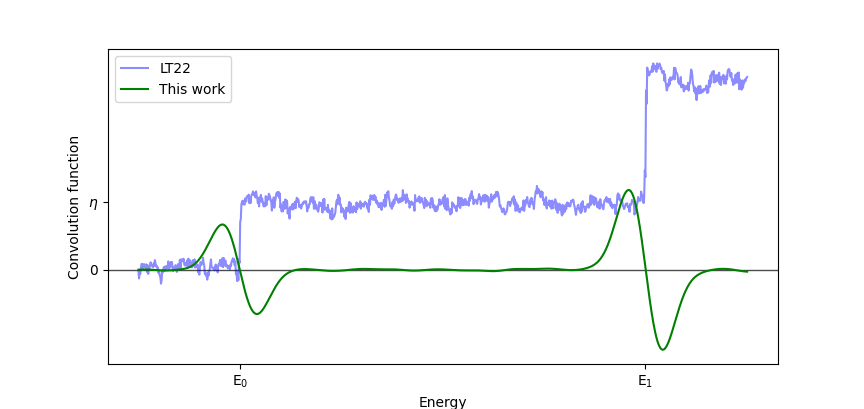 LT22
This work
Convolution function
η
0
E₀
E₁
Energy